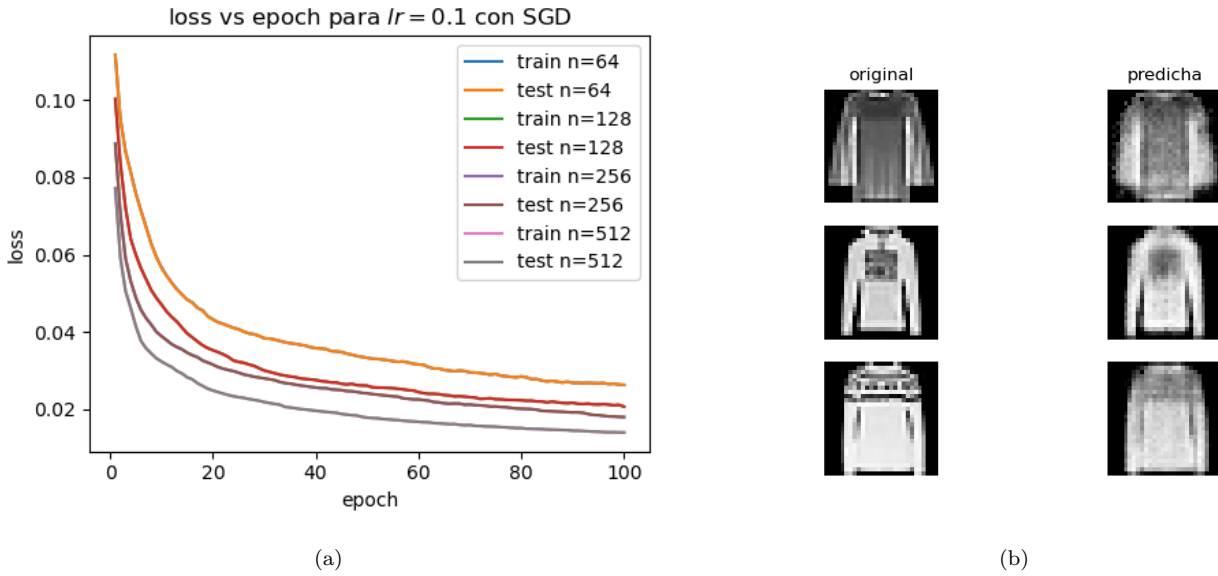 loss vs epoch para lr = 0.1 con SGD
train n=64
test n=64
train n=128
test n=128
train n=256
test n=256
train n=512
test n=512
0.10
0.08
0.06
0.04
0.02
loss
0 20 40 60 80 100
epoch
(a)
original predicha
(b)